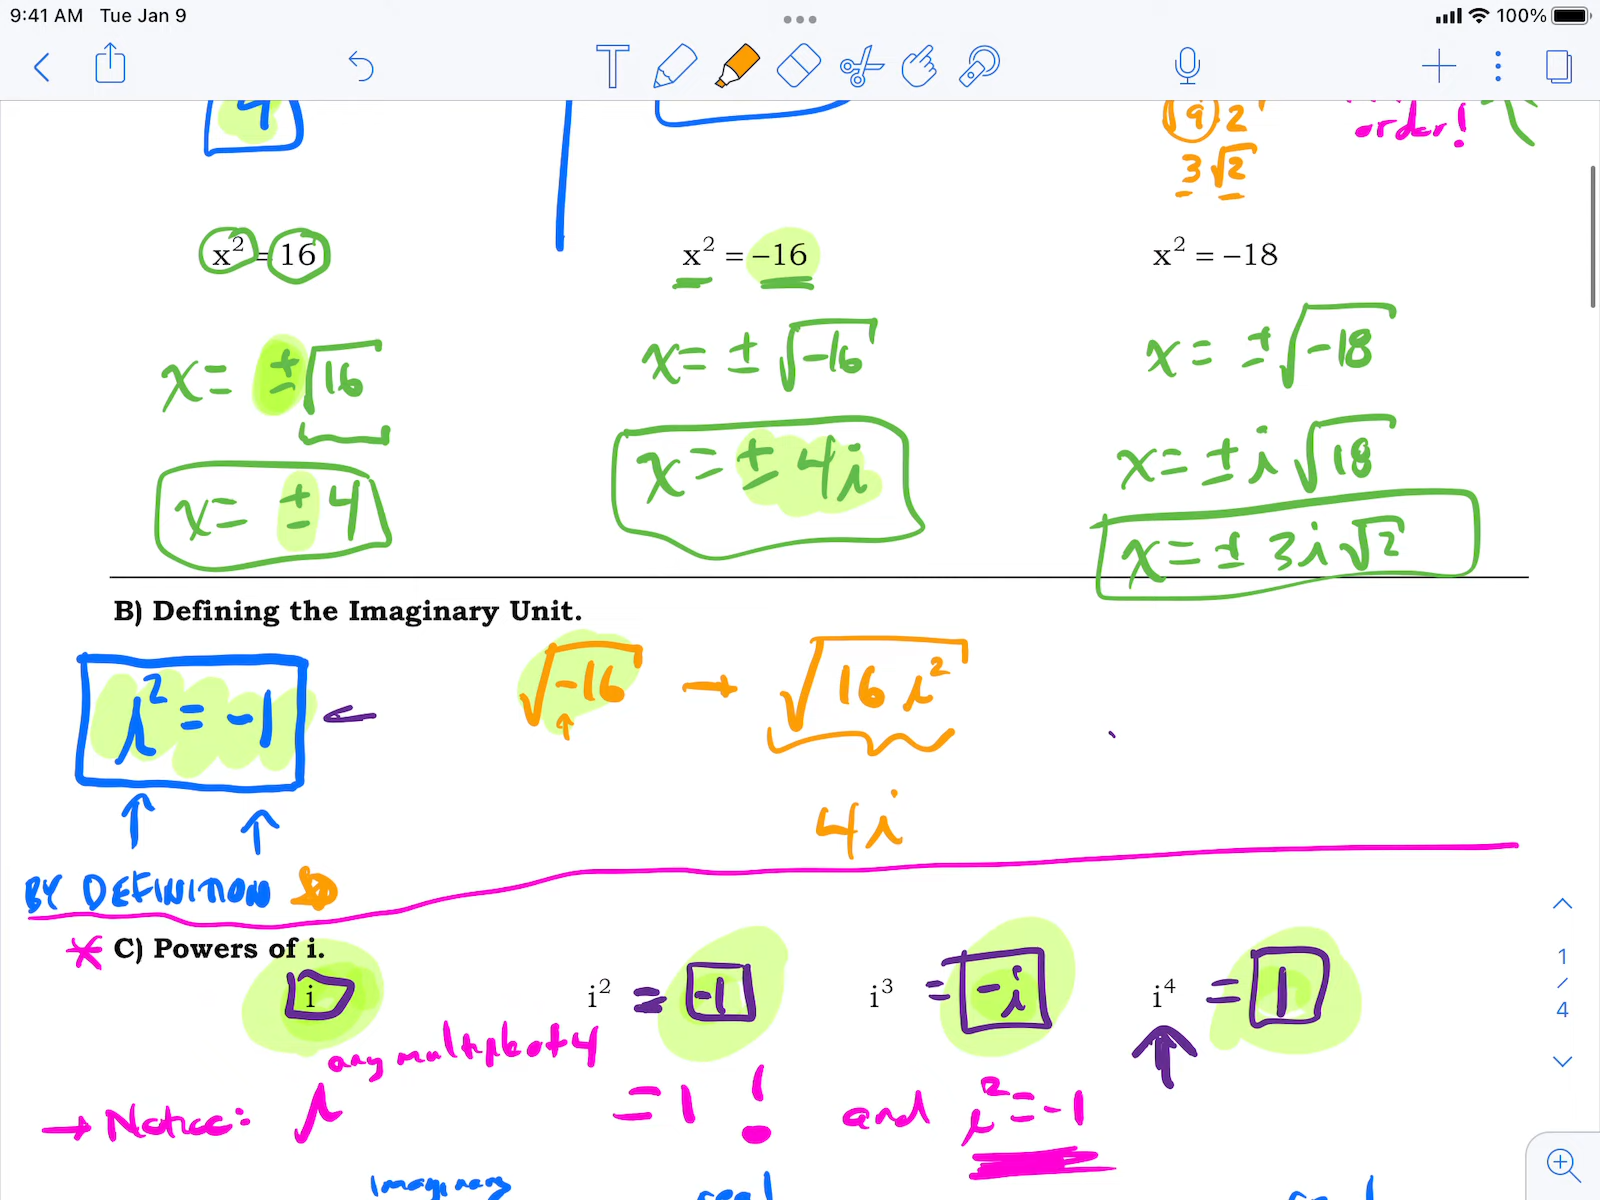 9:41 AM Tue Jan 9
100%
T
√9·2
order!
3√2
x² = 16
x² = −16
x² = −18
x = ± √16
x = ± √-16
x = ± √-18
x = ± 4
x = ± 4i
x = ± i √18
x = ± 3i√2
B) Defining the Imaginary Unit.
i² = -1 ←
√-16 → √16 i²
4i
BY DEFINITION
C) Powers of i.
i
i² = -1
i³ = -i
i⁴ = 1
any multiple of 4
→ Notice: i = 1 ! and i² = -1
Imaginary
real
1
/
4